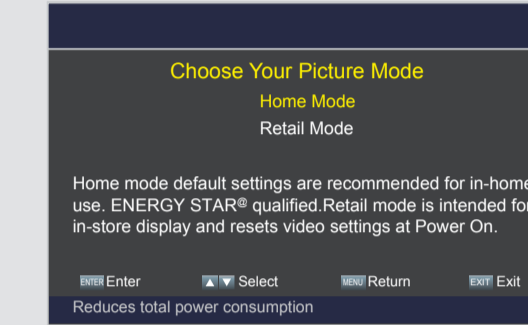 Choose Your Picture Mode
Home Mode
Retail Mode
Home mode default settings are recommended for in-home
use. ENERGY STAR® qualified.Retail mode is intended for
in-store display and resets video settings at Power On.
ENTER Enter ▲▼ Select MENU Return EXIT Exit
Reduces total power consumption